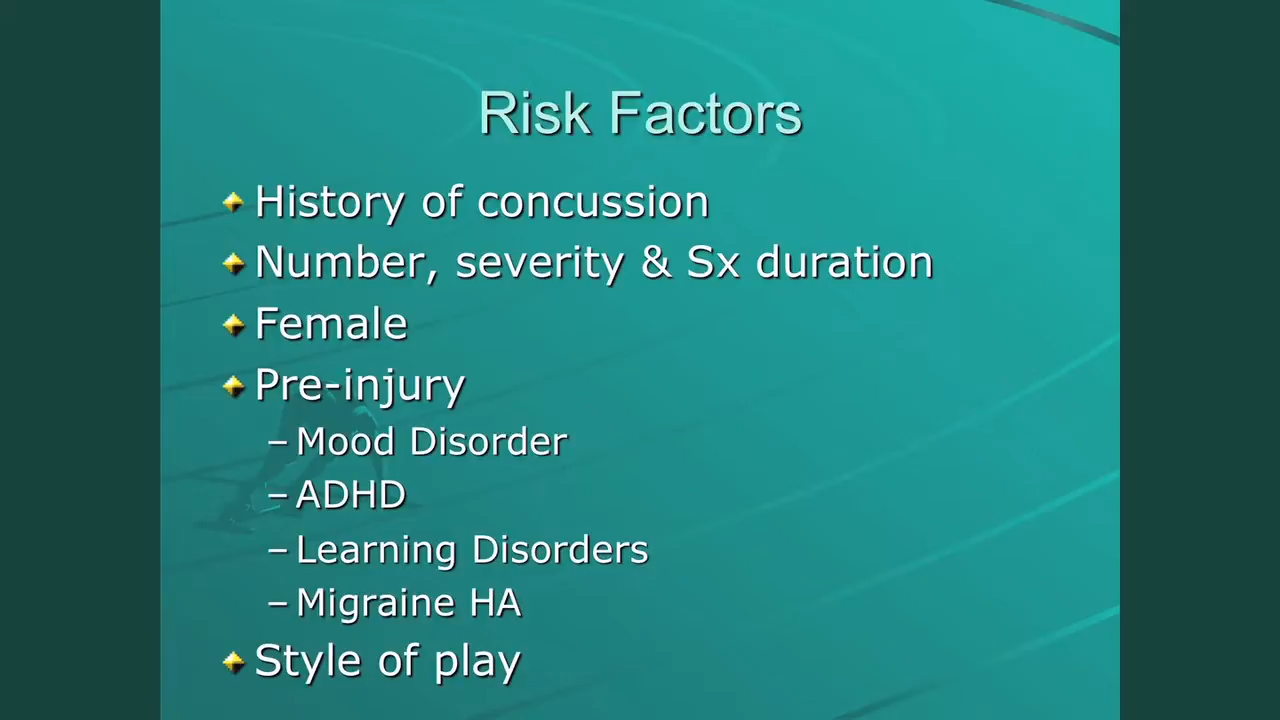 Risk Factors
History of concussion
Number, severity & Sx duration
Female
Pre-injury
– Mood Disorder
– ADHD
– Learning Disorders
– Migraine HA
Style of play